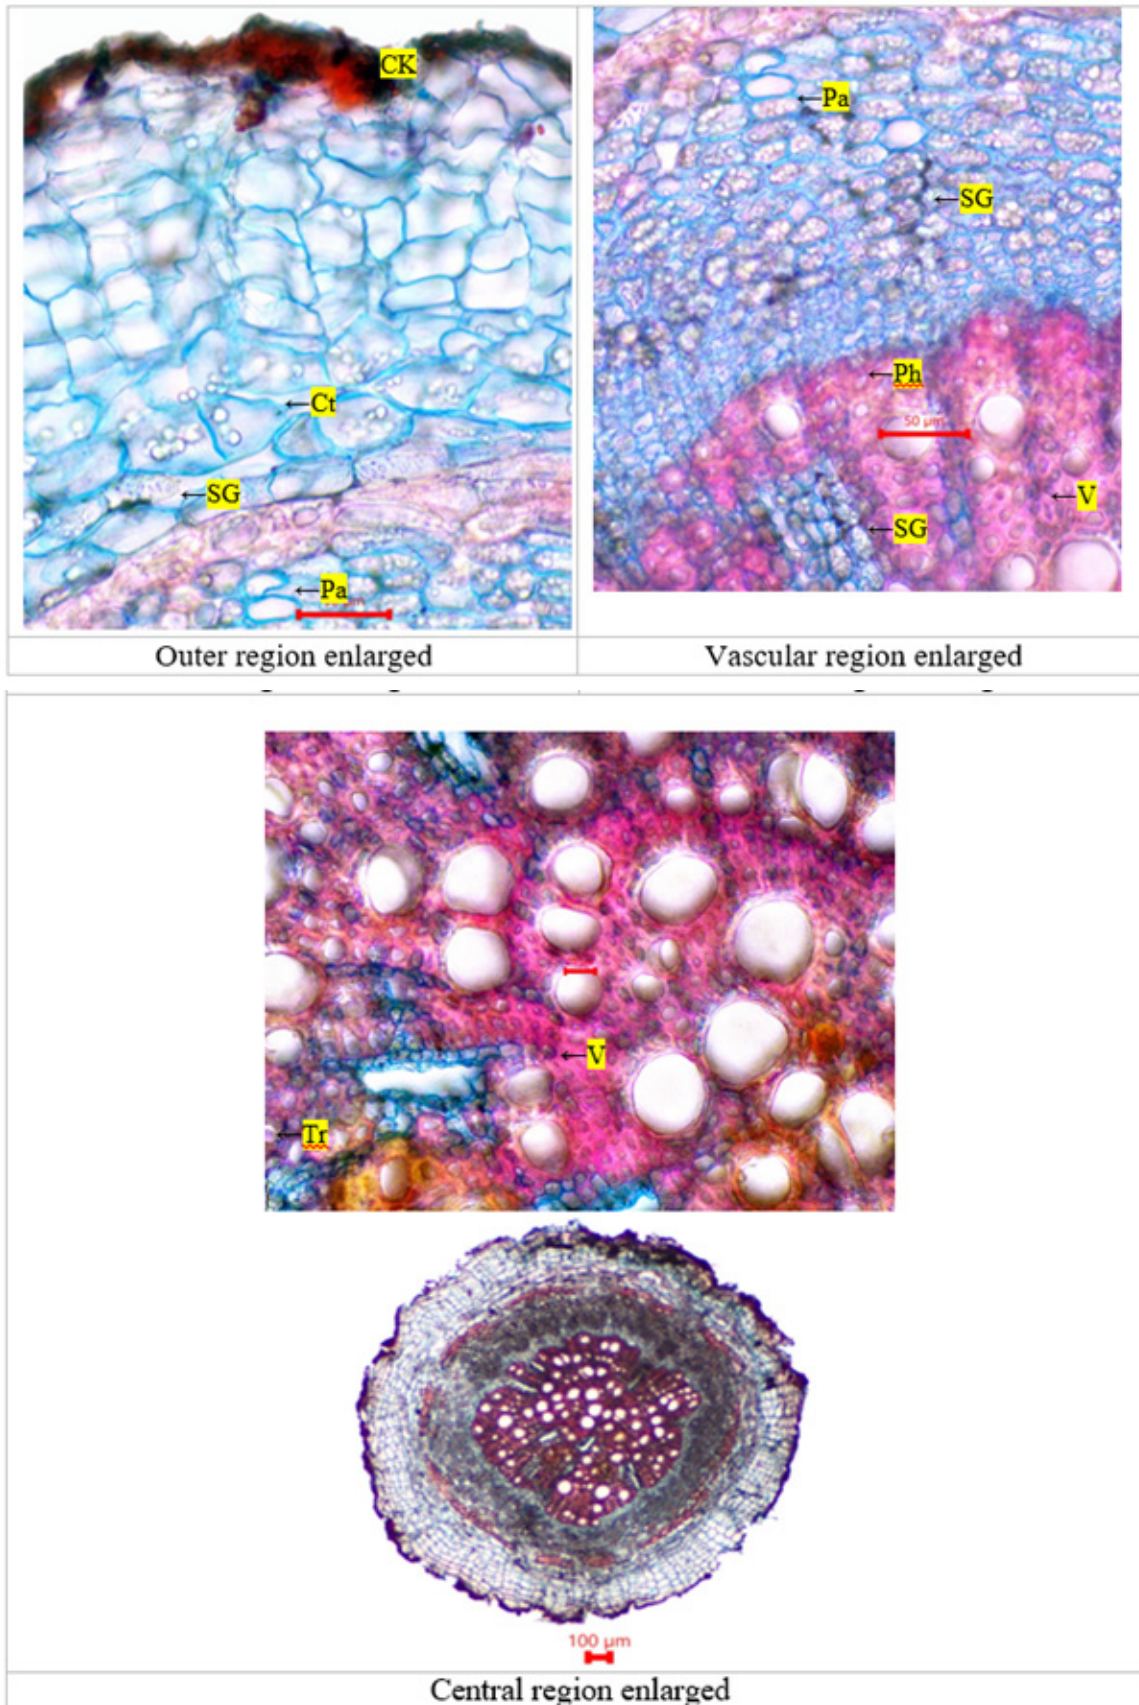 CK
Ct
SG
Pa
Pa
SG
Ph
50 µm
V
SG
Outer region enlarged
Vascular region enlarged
V
Tr
100 µm
Central region enlarged